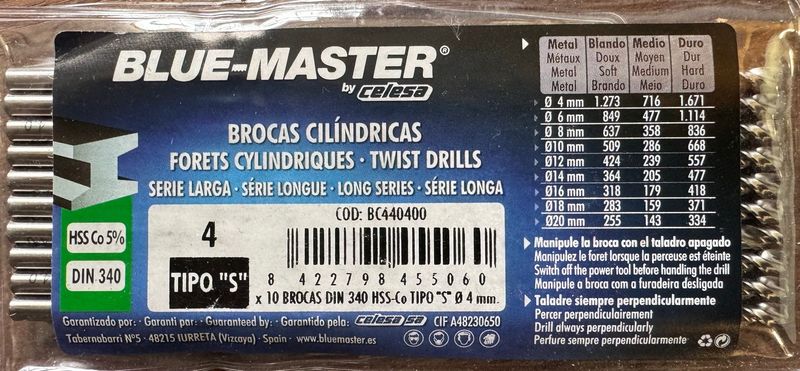 BLUE-MASTER®
by celesa
BROCAS CILÍNDRICAS
FORETS CYLINDRIQUES · TWIST DRILLS
SERIE LARGA · SÉRIE LONGUE · LONG SERIES · SÉRIE LONGA
HSS Co 5%
DIN 340
COD: BC440400
4
TIPO "S"
8 422798 455060
x 10 BROCAS DIN 340 HSS-Co TIPO "S" Ø 4 mm.
Garantizado por: · Garanti par: · Guaranteed by: · Garantido pela: celesa sa CIF A48230650
Tabernabarri Nº5 · 48215 IURRETA (Vizcaya) · Spain · www.bluemaster.es
Metal Blando Medio Duro
Métaux Doux Moyen Dur
Metal Soft Medium Hard
Metal Brando Meio Duro
Ø 4 mm 1.273 716 1.671
Ø 6 mm 849 477 1.114
Ø 8 mm 637 358 836
Ø10 mm 509 286 668
Ø12 mm 424 239 557
Ø14 mm 364 205 477
Ø16 mm 318 179 418
Ø18 mm 283 159 371
Ø20 mm 255 143 334
Manipule la broca con el taladro apagado
Manipulez le foret lorsque la perceuse est éteinte
Switch off the power tool before handling the drill
Manipule a broca com a furadeira desligada
Taladre siempre perpendicularmente
Percer perpendiculairement
Drill always perpendicularly
Perfure sempre perpendicularmente